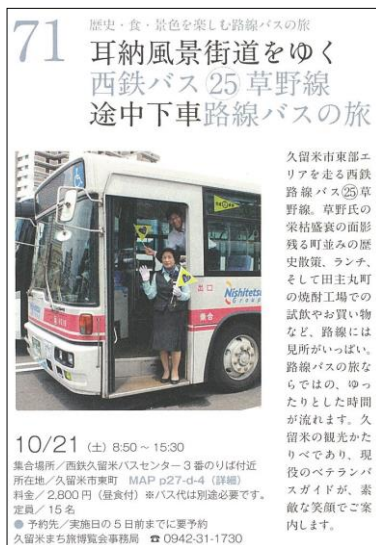 71
歴史・食・景色を楽しむ路線バスの旅
耳納風景街道をゆく
西鉄バス㉕草野線
途中下車路線バスの旅
久留米市東部エ
リアを走る西鉄
路線バス㉕草
野線。草野氏の
栄枯盛衰の面影
残る町並みの歴
史散策、ランチ、
そして田主丸町
の焼酎工場での
試飲やお買い物
など、路線には
見所がいっぱい。
路線バスの旅な
らではの、ゆっ
たりとした時間
が流れます。久
留米の観光かた
りべであり、現
役のベテランバ
スガイドが、素
敵な笑顔でご案
内します。
出口
Nishitetsu
Group
集合
10/21 (土) 8:50 ~ 15:30
集合場所/西鉄久留米バスセンター3番のりば付近
所在地/久留米市東町 MAP p27-d-4 (詳細)
料金/2,800円(昼食付)※バス代は別途必要です。
定員/15名
● 予約先/実施日の5日前までに要予約
久留米まち旅博覧会事務局 ☎ 0942-31-1730